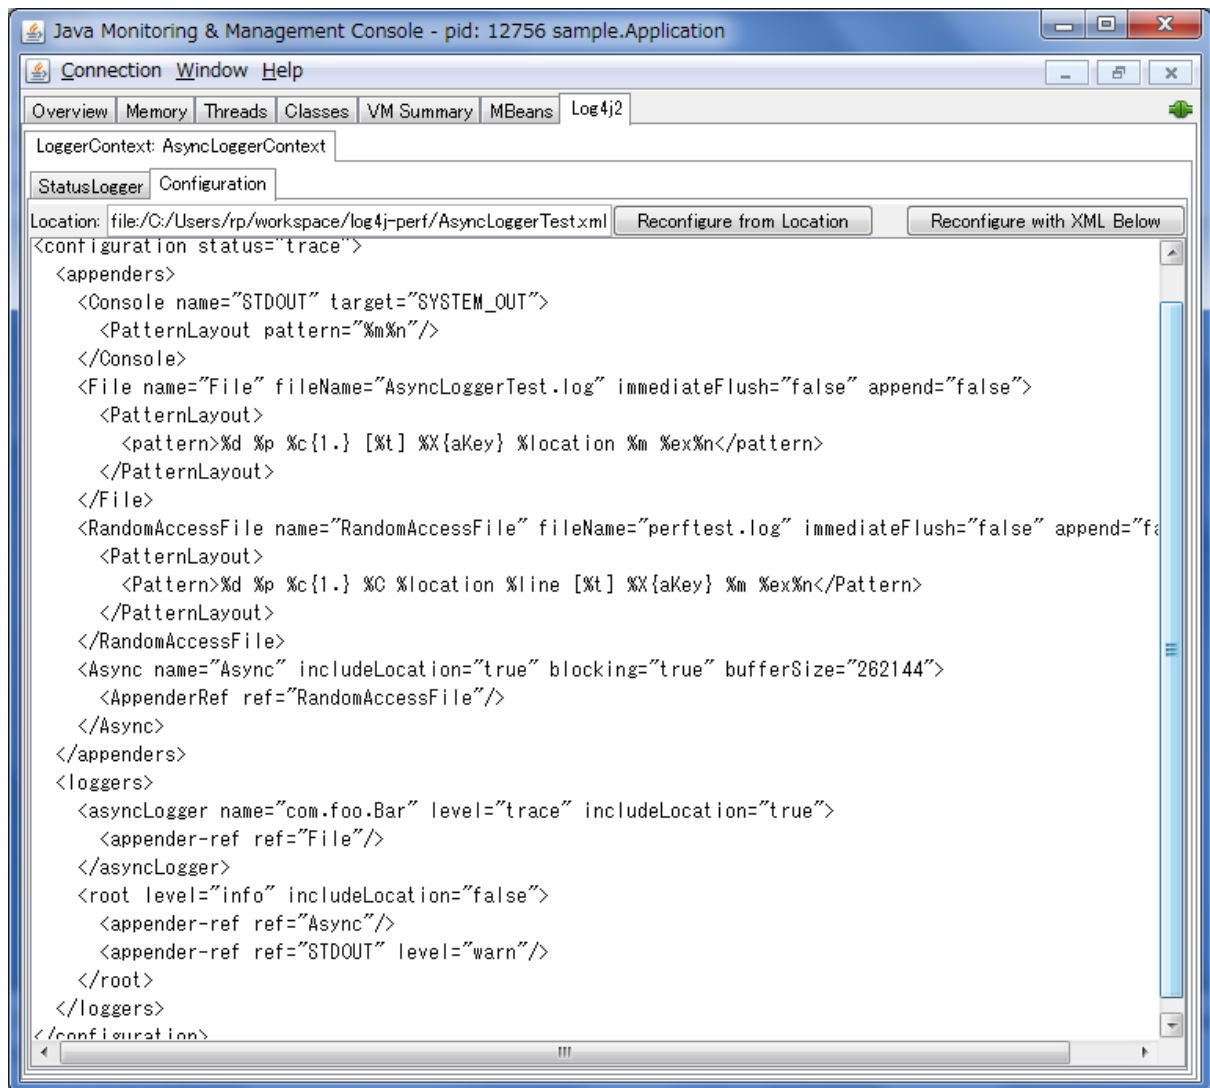 Java Monitoring & Management Console - pid: 12756 sample.Application
Connection Window Help
Overview Memory Threads Classes VM Summary MBeans Log4j2
LoggerContext: AsyncLoggerContext
StatusLogger Configuration
Location: file:/C:/Users/rp/workspace/log4j-perf/AsyncLoggerTest.xml Reconfigure from Location Reconfigure with XML Below
<configuration status="trace">
  <appenders>
    <Console name="STDOUT" target="SYSTEM_OUT">
      <PatternLayout pattern="%m%n"/>
    </Console>
    <File name="File" fileName="AsyncLoggerTest.log" immediateFlush="false" append="false">
      <PatternLayout>
        <pattern>%d %p %c{1.} [%t] %X{aKey} %location %m %ex%n</pattern>
      </PatternLayout>
    </File>
    <RandomAccessFile name="RandomAccessFile" fileName="perftest.log" immediateFlush="false" append="fa
      <PatternLayout>
        <Pattern>%d %p %c{1.} %C %location %line [%t] %X{aKey} %m %ex%n</Pattern>
      </PatternLayout>
    </RandomAccessFile>
    <Async name="Async" includeLocation="true" blocking="true" bufferSize="262144">
      <AppenderRef ref="RandomAccessFile"/>
    </Async>
  </appenders>
  <loggers>
    <asyncLogger name="com.foo.Bar" level="trace" includeLocation="true">
      <appender-ref ref="File"/>
    </asyncLogger>
    <root level="info" includeLocation="false">
      <appender-ref ref="Async"/>
      <appender-ref ref="STDOUT" level="warn"/>
    </root>
  </loggers>
</configuration>